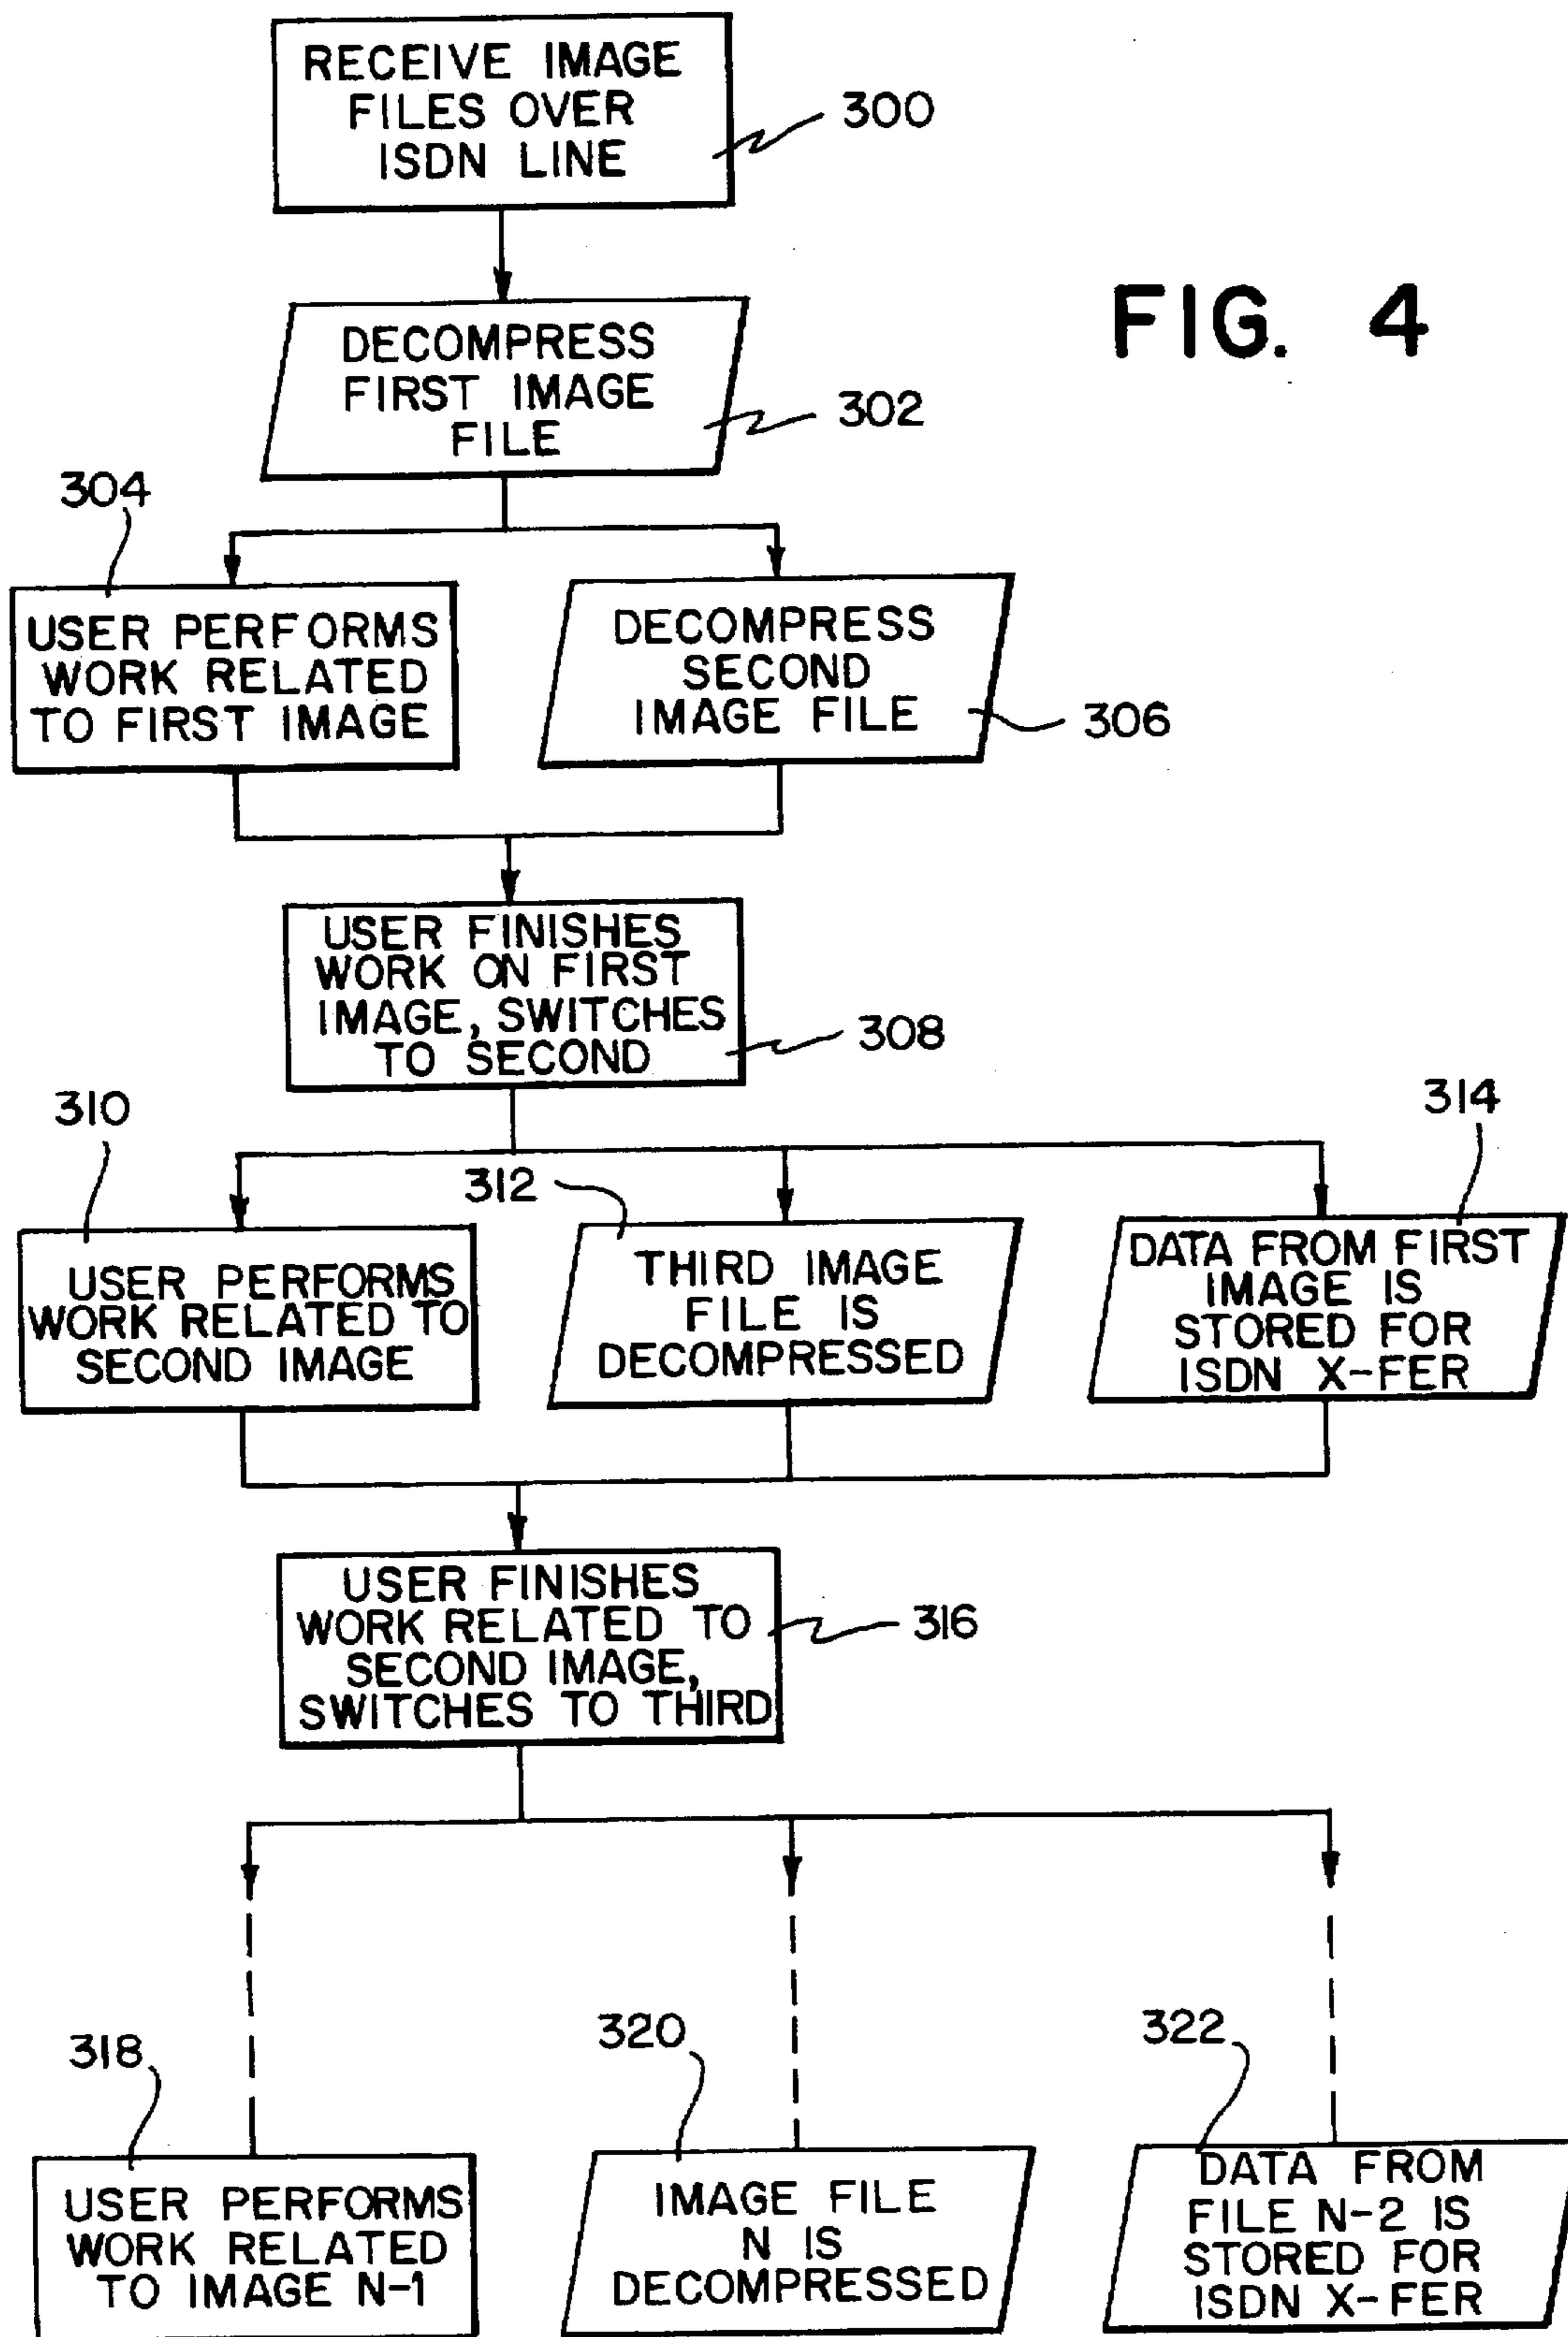 RECEIVE IMAGE
FILES OVER
ISDN LINE
300
FIG. 4
DECOMPRESS
FIRST IMAGE
FILE
302
304
USER PERFORMS
WORK RELATED
TO FIRST IMAGE
DECOMPRESS
SECOND
IMAGE FILE
306
USER FINISHES
WORK ON FIRST
IMAGE, SWITCHES
TO SECOND
308
310
312
314
USER PERFORMS
WORK RELATED TO
SECOND IMAGE
THIRD IMAGE
FILE IS
DECOMPRESSED
DATA FROM FIRST
IMAGE IS
STORED FOR
ISDN X-FER
USER FINISHES
WORK RELATED TO
SECOND IMAGE,
SWITCHES TO THIRD
316
318
320
322
USER PERFORMS
WORK RELATED
TO IMAGE N-1
IMAGE FILE
N IS
DECOMPRESSED
DATA FROM
FILE N-2 IS
STORED FOR
ISDN X-FER